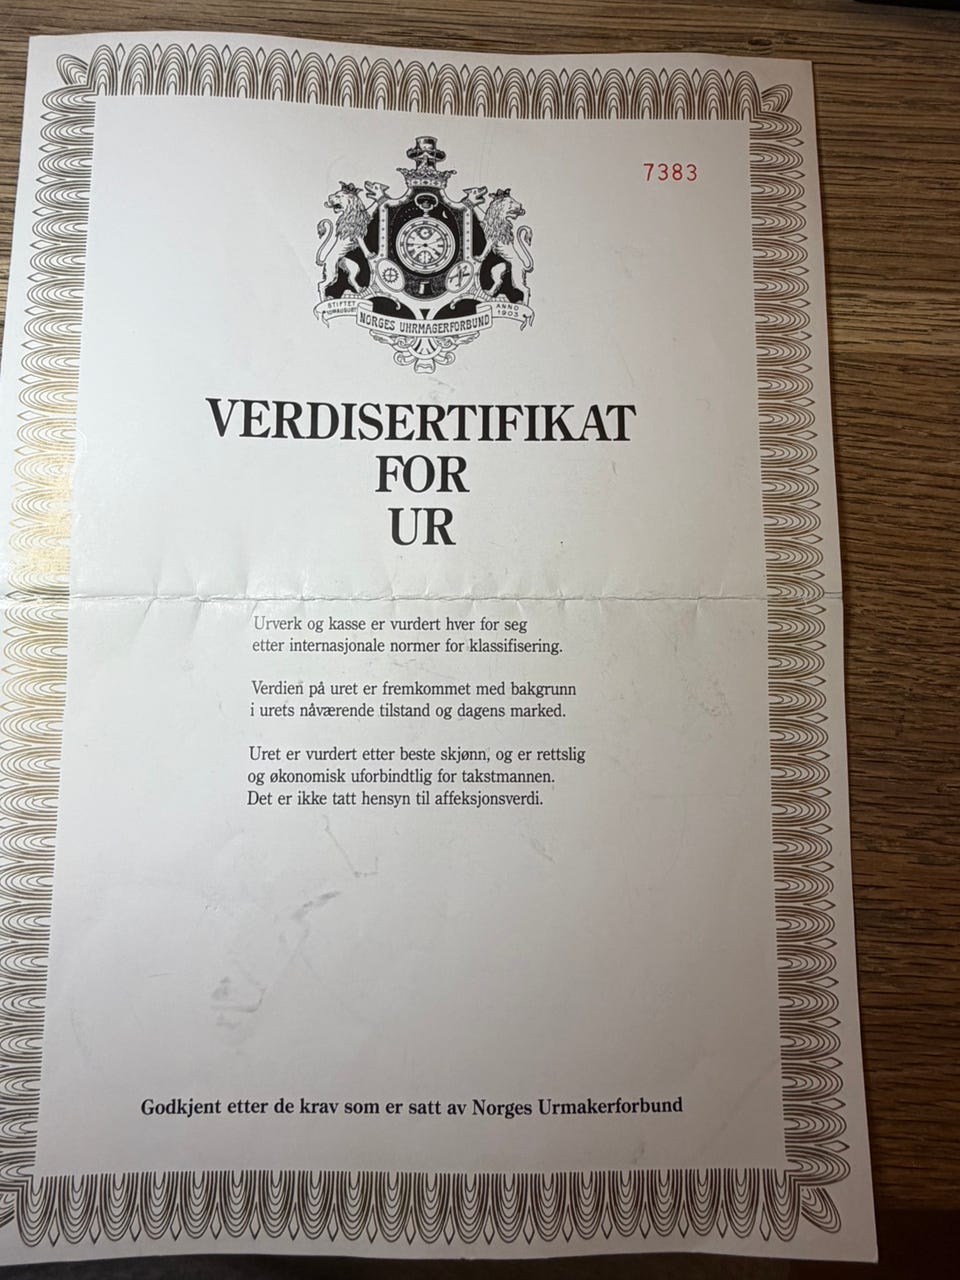 7383
STIFTET
ANNO
1903
NORGES UHRMAGERFORBUND
VERDISERTIFIKAT
FOR
UR
Urverk og kasse er vurdert hver for seg
etter internasjonale normer for klassifisering.
Verdien på uret er fremkommet med bakgrunn
i urets nåværende tilstand og dagens marked.
Uret er vurdert etter beste skjønn, og er rettslig
og økonomisk uforbindtlig for takstmannen.
Det er ikke tatt hensyn til affeksjonsverdi.
Godkjent etter de krav som er satt av Norges Urmakerforbund